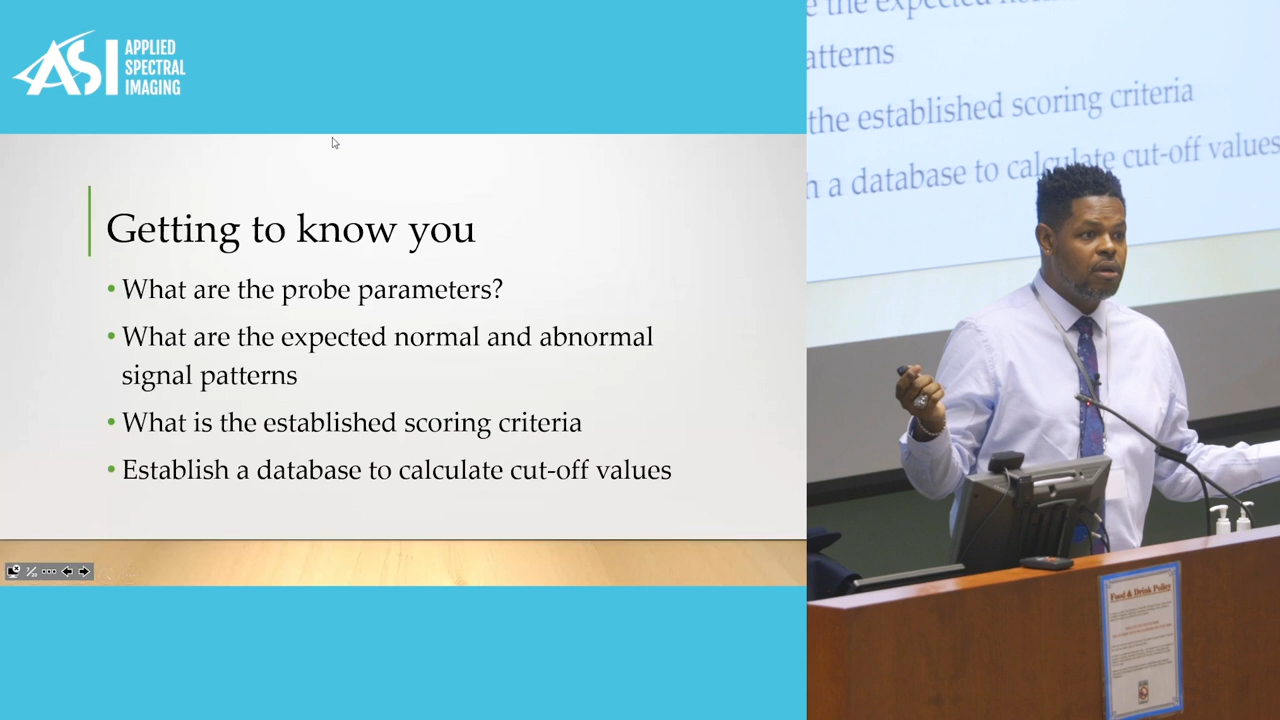 ASI APPLIED
SPECTRAL
IMAGING
Getting to know you
• What are the probe parameters?
• What are the expected normal and abnormal
signal patterns
• What is the established scoring criteria
• Establish a database to calculate cut-off values
the expected
patterns
the established scoring criteria
a database to calculate cut-off values
Food & Drink Policy